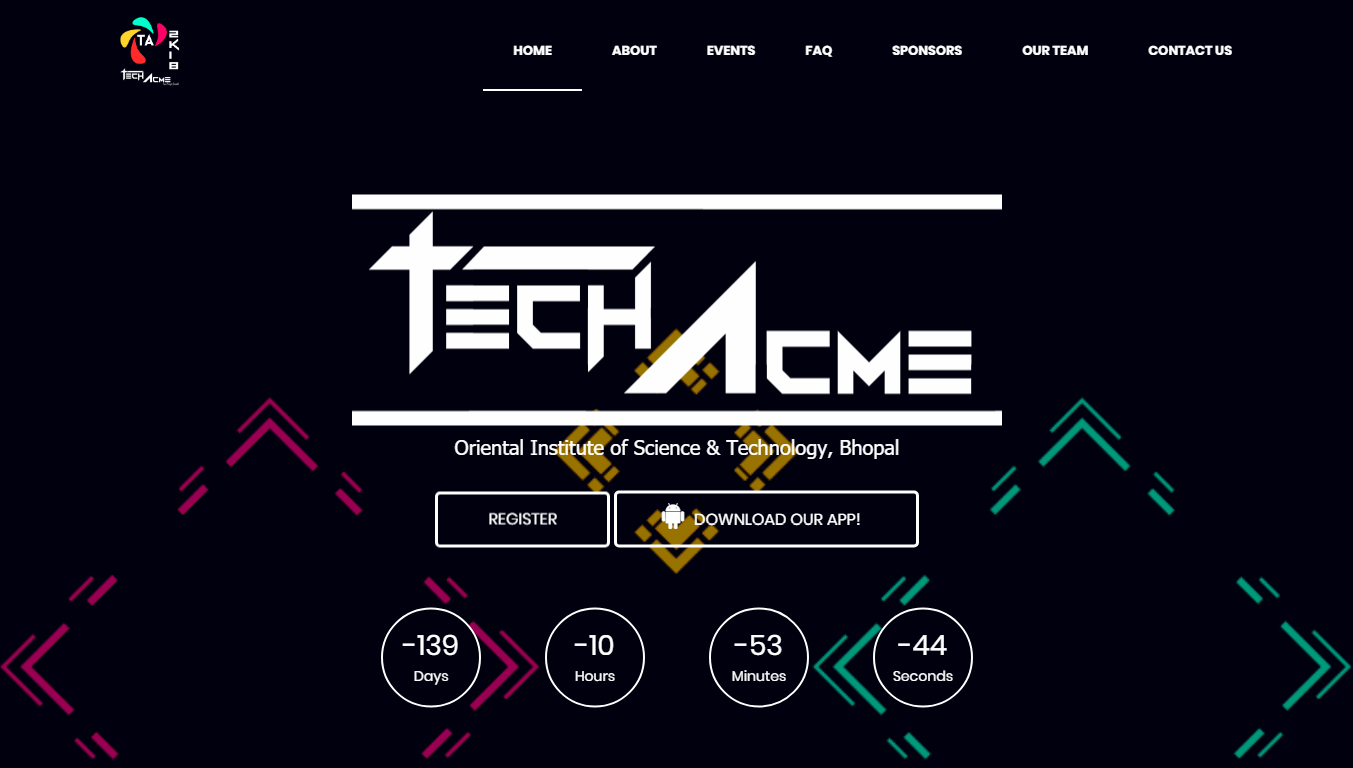 TA
2K18
TECH ACME
HOME
ABOUT
EVENTS
FAQ
SPONSORS
OUR TEAM
CONTACT US
TECH ACME
Oriental Institute of Science & Technology, Bhopal
REGISTER
DOWNLOAD OUR APP!
-139
Days
-10
Hours
-53
Minutes
-44
Seconds